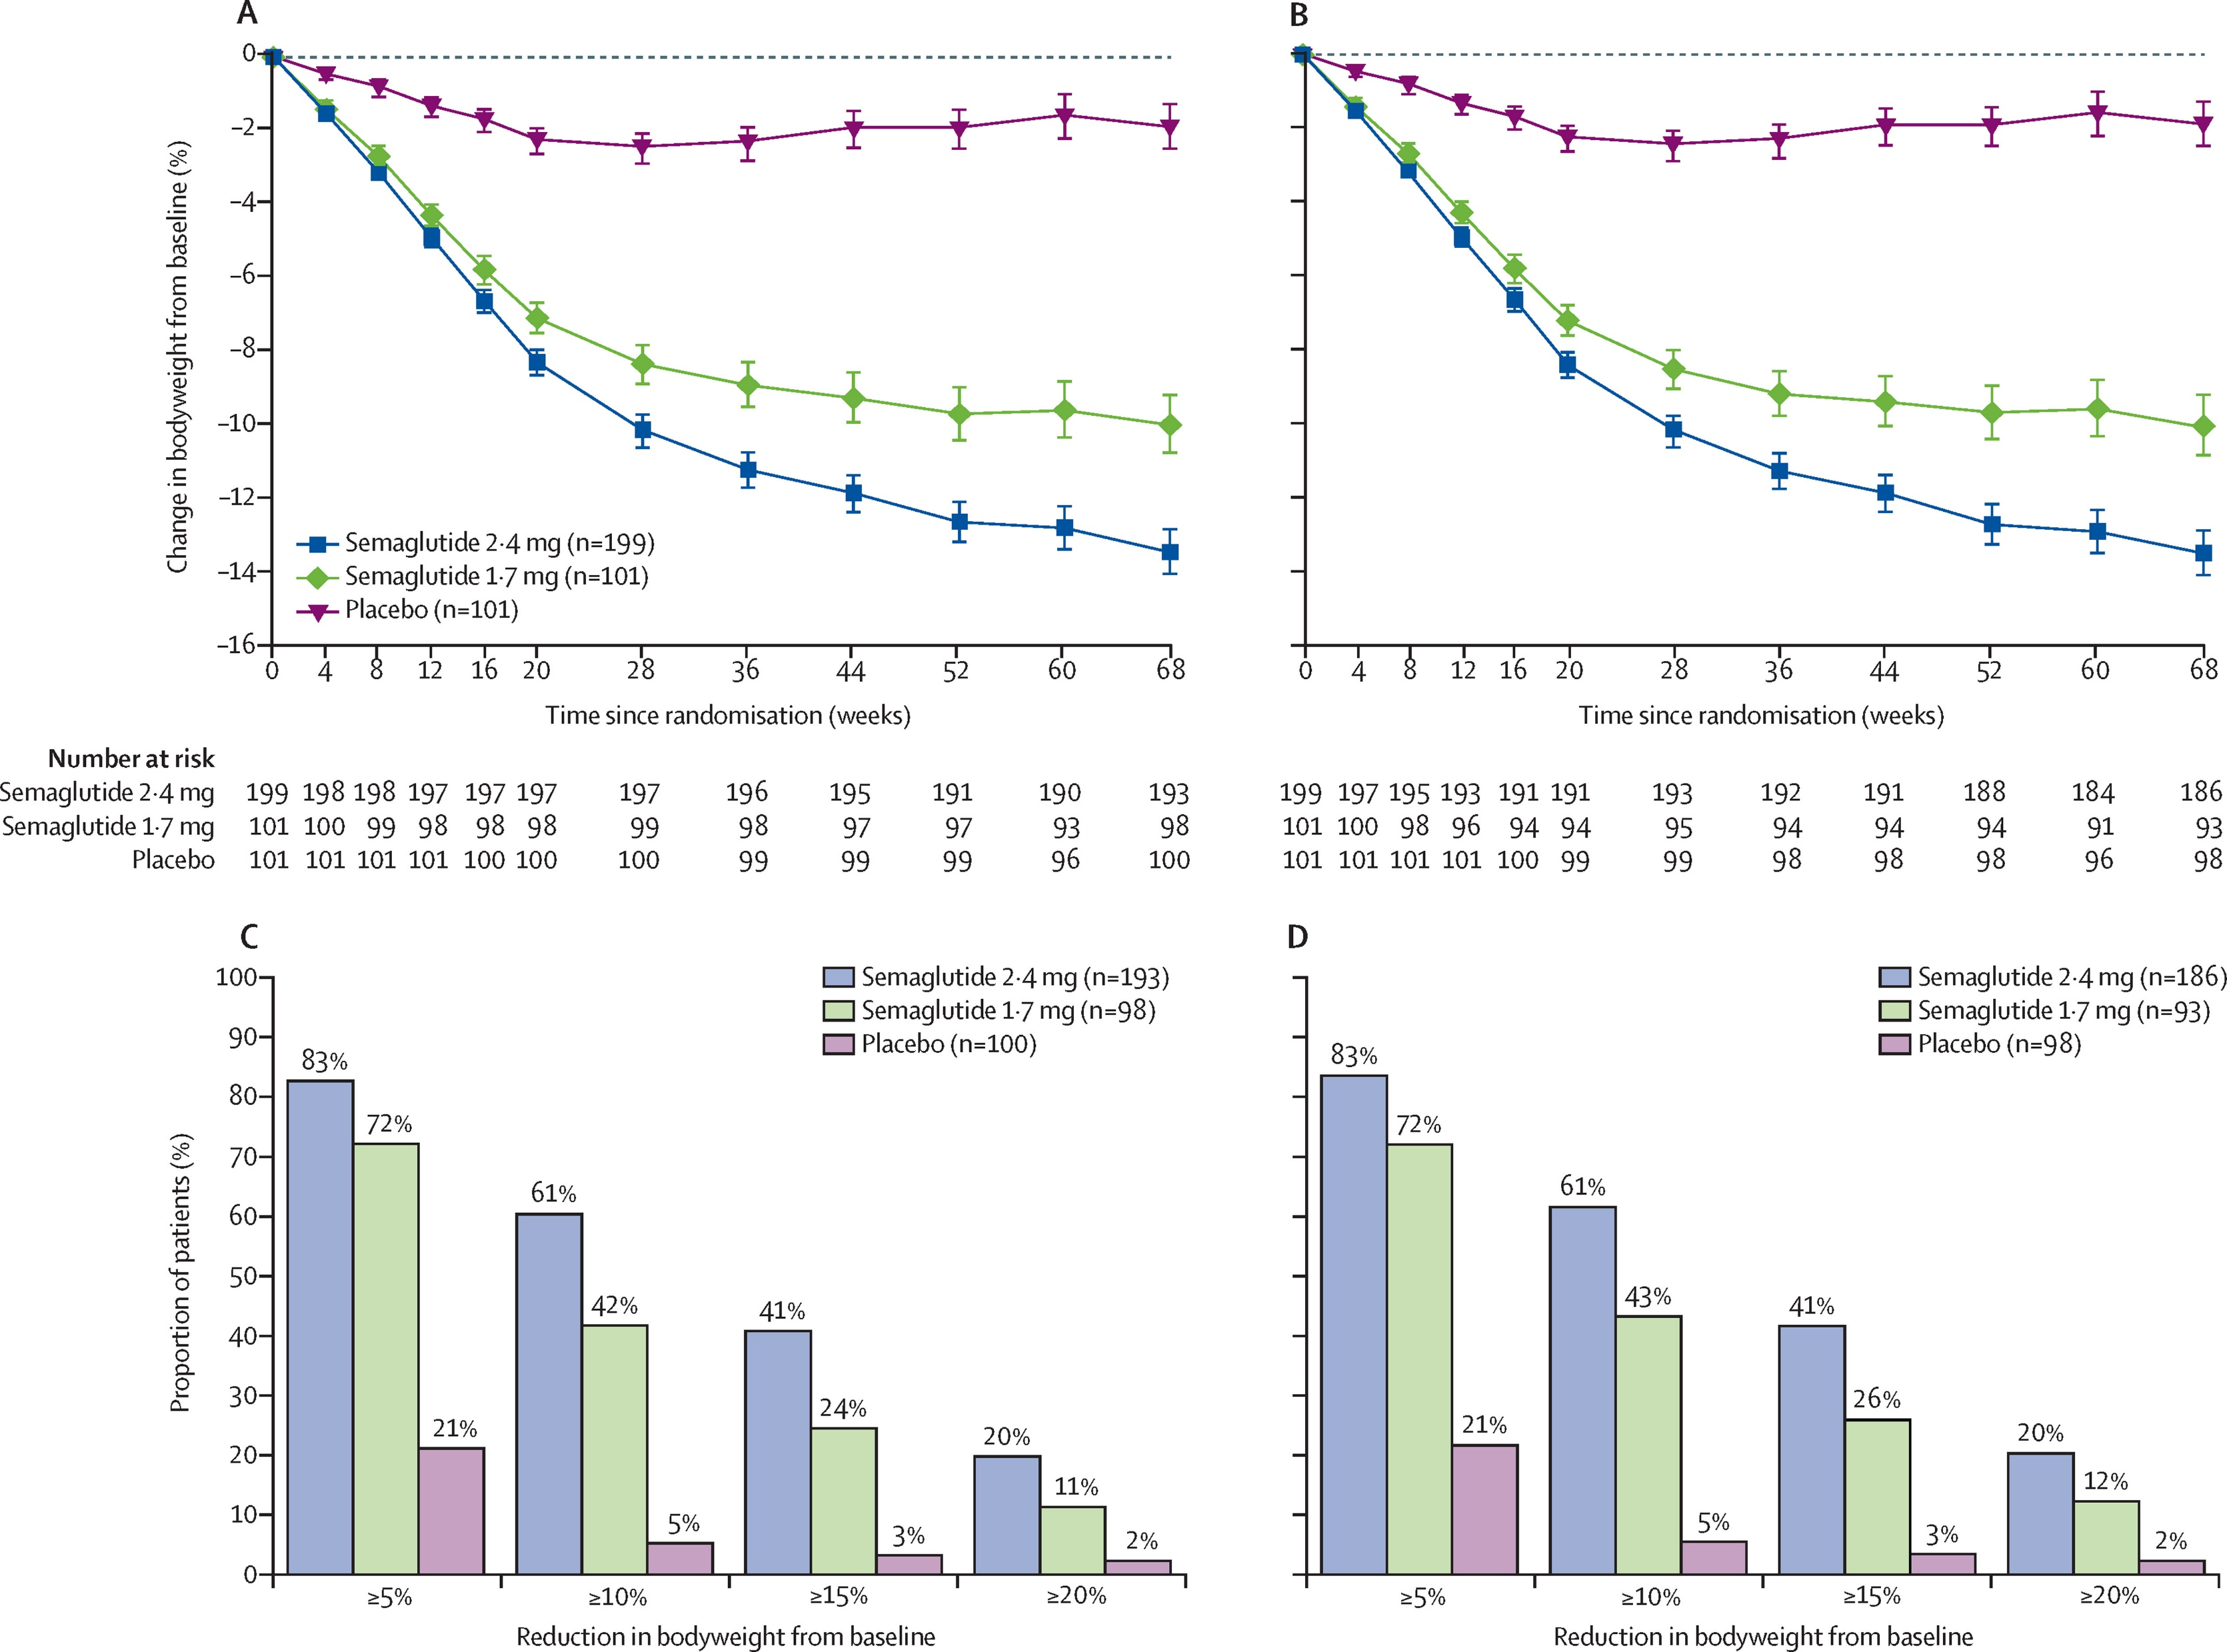 A
0
–2
–4
–6
–8
–10
–12
–14
–16
Change in bodyweight from baseline (%)
Semaglutide 2·4 mg (n=199)
Semaglutide 1·7 mg (n=101)
Placebo (n=101)
0 4 8 12 16 20 28 36 44 52 60 68
Time since randomisation (weeks)
B
0 4 8 12 16 20 28 36 44 52 60 68
Time since randomisation (weeks)
Number at risk
Semaglutide 2·4 mg 199 198 198 197 197 197 197 196 195 191 190 193
Semaglutide 1·7 mg 101 100 99 98 98 98 99 98 97 97 93 98
Placebo 101 101 101 101 100 100 100 99 99 99 96 100
199 197 195 193 191 191 193 192 191 188 184 186
101 100 98 96 94 94 95 94 94 94 91 93
101 101 101 101 100 99 99 98 98 98 96 98
C
100
90
80
70
60
50
40
30
20
10
0
Proportion of patients (%)
Semaglutide 2·4 mg (n=193)
Semaglutide 1·7 mg (n=98)
Placebo (n=100)
83%
72%
21%
61%
42%
5%
41%
24%
3%
20%
11%
2%
≥5% ≥10% ≥15% ≥20%
Reduction in bodyweight from baseline
D
Semaglutide 2·4 mg (n=186)
Semaglutide 1·7 mg (n=93)
Placebo (n=98)
83%
72%
21%
61%
43%
5%
41%
26%
3%
20%
12%
2%
≥5% ≥10% ≥15% ≥20%
Reduction in bodyweight from baseline